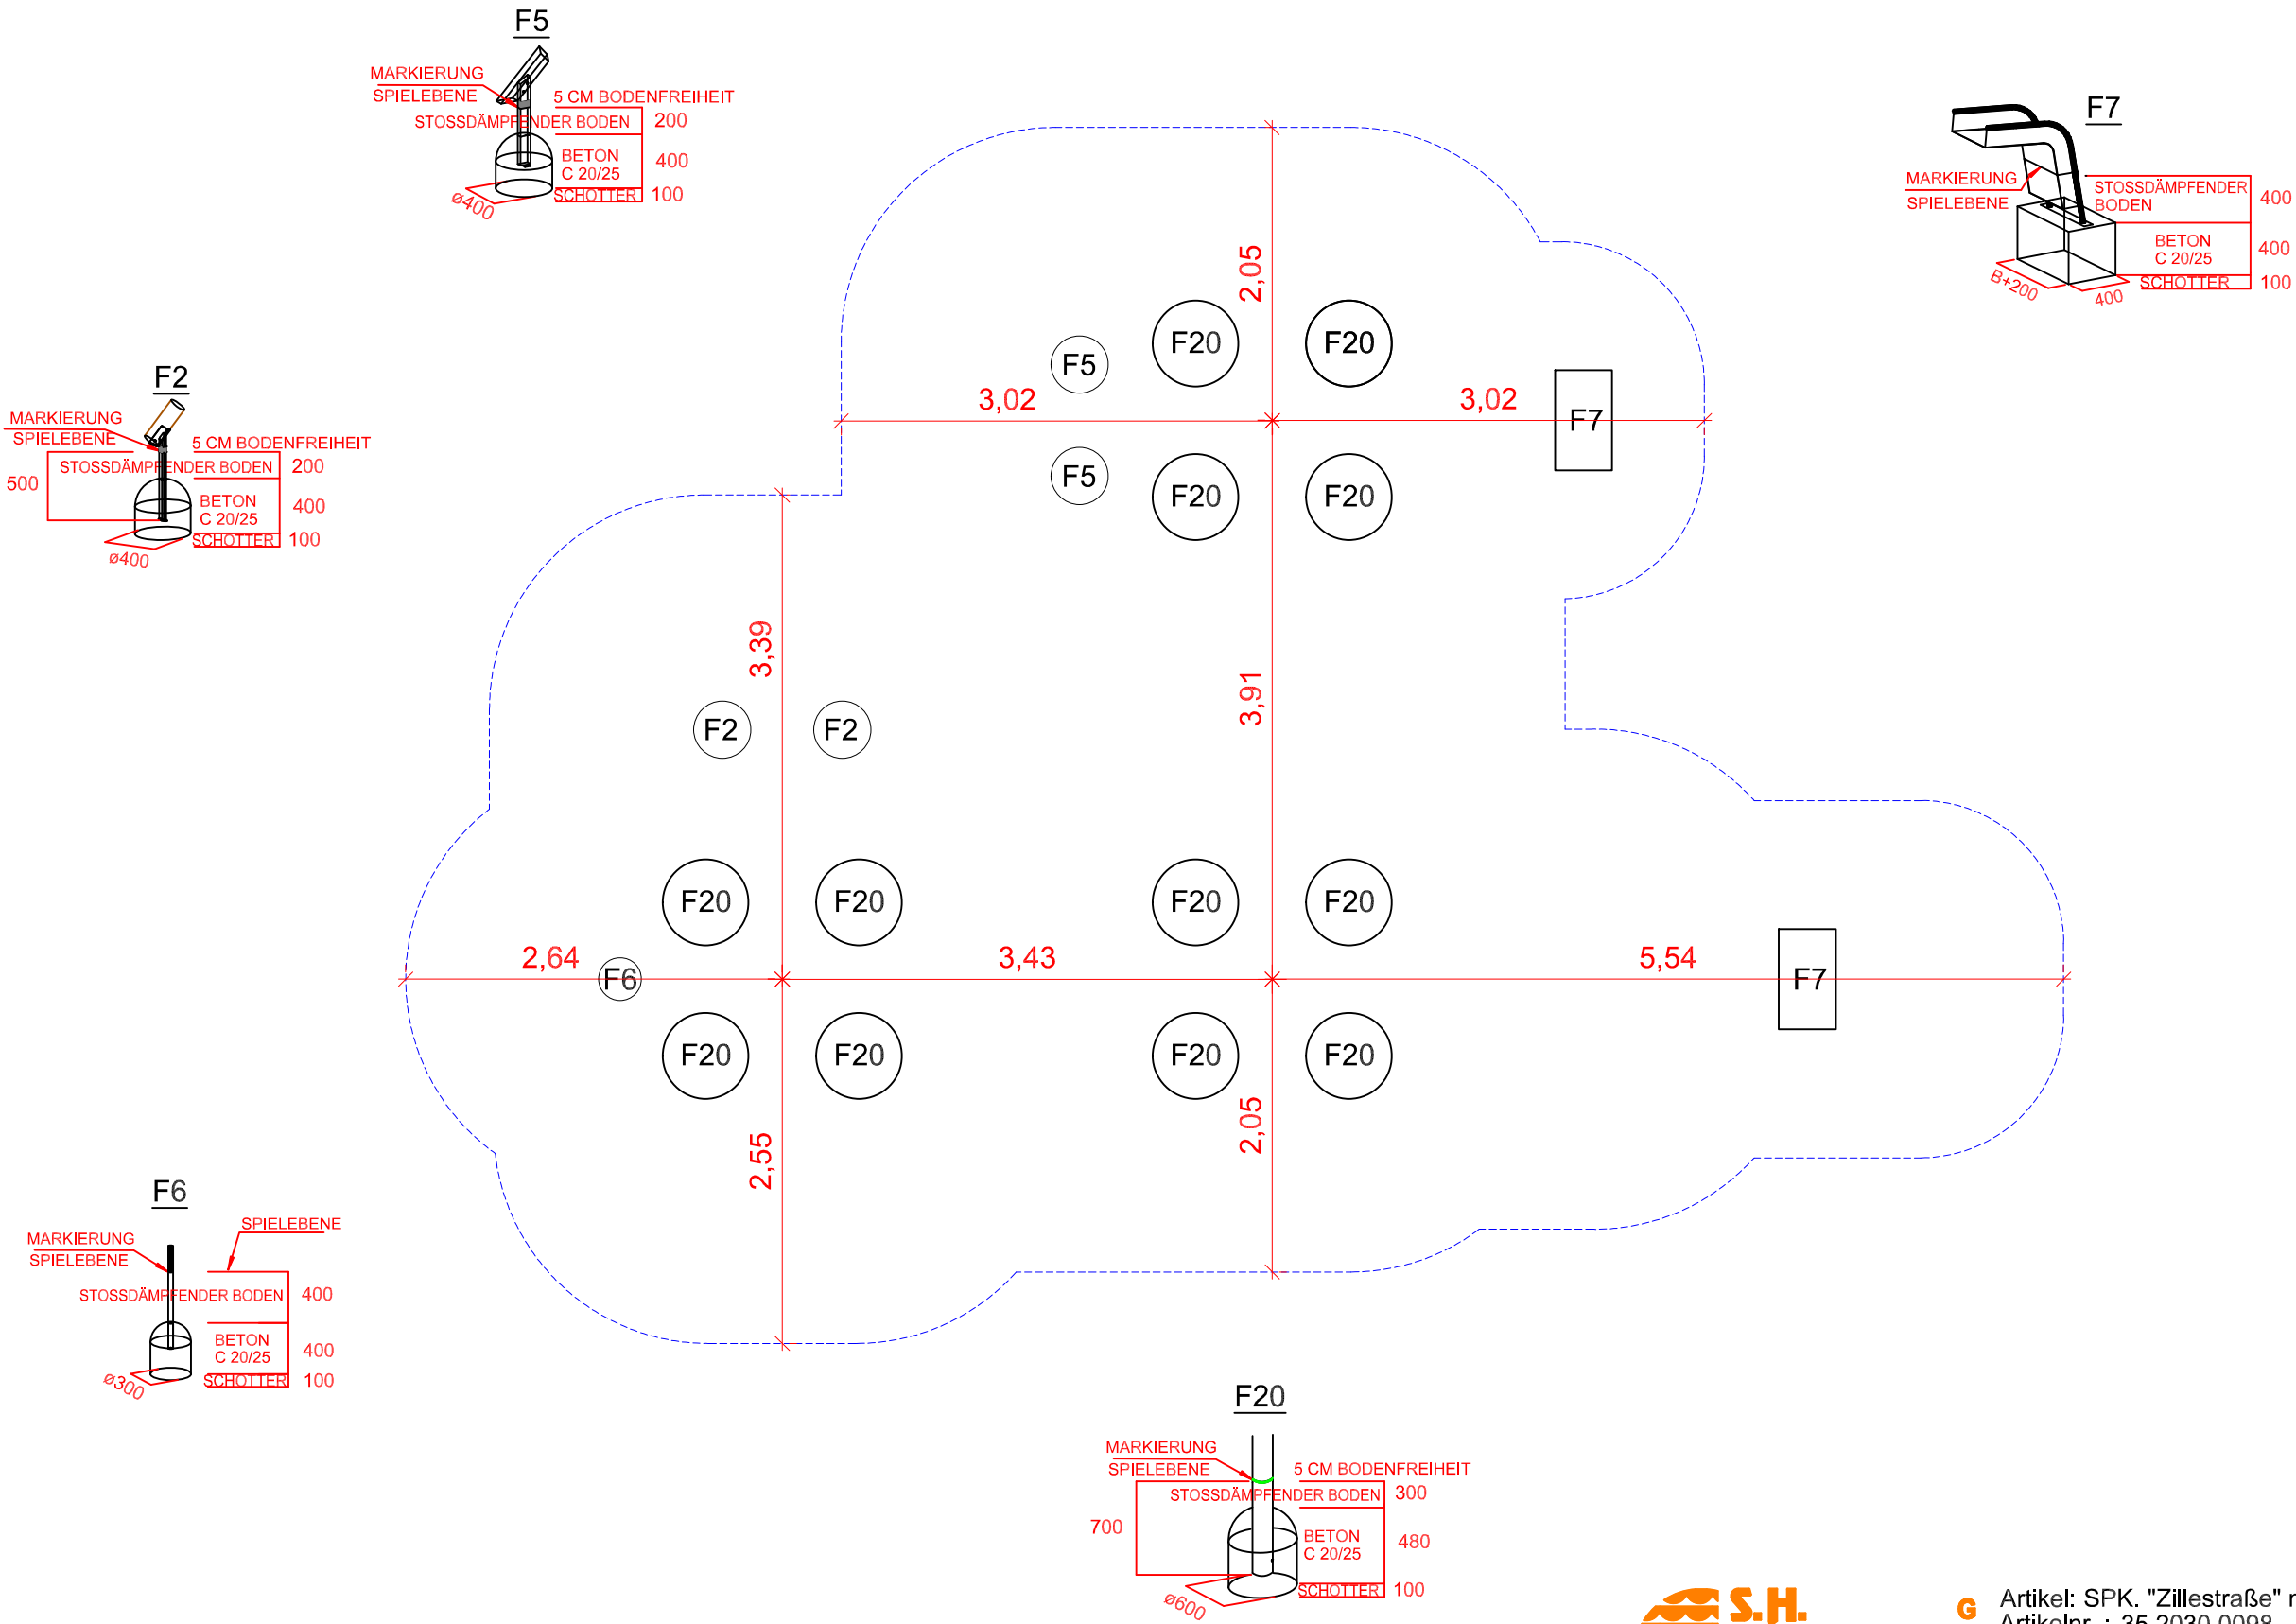 F5
MARKIERUNG
SPIELEBENE
5 CM BODENFREIHEIT
STOSSDÄMPFENDER BODEN
200
BETON
C 20/25
400
SCHOTTER
100
ø400
F7
MARKIERUNG
SPIELEBENE
STOSSDÄMPFENDER
BODEN
400
BETON
C 20/25
400
SCHOTTER
100
B+200
400
F2
MARKIERUNG
SPIELEBENE
5 CM BODENFREIHEIT
STOSSDÄMPFENDER BODEN
200
500
BETON
C 20/25
400
SCHOTTER
100
ø400
2,05
F5
F20
F20
3,02
3,02
F7
F5
F20
F20
3,39
3,91
F2
F2
F20
F20
F20
F20
2,64
F6
3,43
5,54
F7
F20
F20
F20
F20
2,55
2,05
F6
SPIELEBENE
MARKIERUNG
SPIELEBENE
STOSSDÄMPFENDER BODEN
400
BETON
C 20/25
400
SCHOTTER
100
ø300
F20
MARKIERUNG
SPIELEBENE
5 CM BODENFREIHEIT
STOSSDÄMPFENDER BODEN
300
700
BETON
C 20/25
480
SCHOTTER
100
ø600
S.H.
G
Artikel: SPK. "Zillestraße"
Artikelnr. : 35 2030 0098